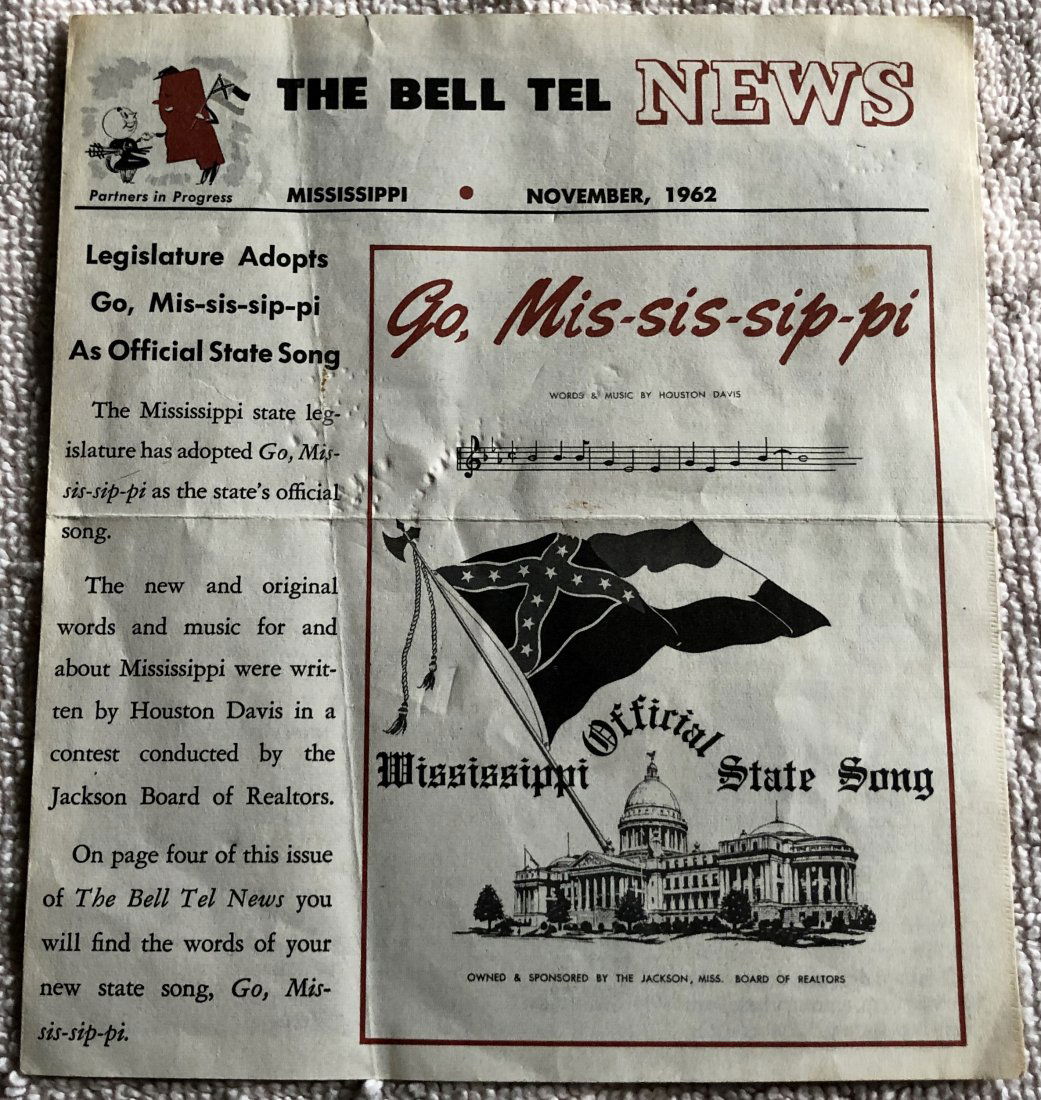 THE BELL TEL NEWS
Partners in Progress
MISSISSIPPI • NOVEMBER, 1962
Legislature Adopts
Go, Mis-sis-sip-pi
As Official State Song
The Mississippi state leg-
islature has adopted Go, Mis-
sis-sip-pi as the state's official
song.
The new and original
words and music for and
about Mississippi were writ-
ten by Houston Davis in a
contest conducted by the
Jackson Board of Realtors.
On page four of this issue
of The Bell Tel News you
will find the words of your
new state song, Go, Mis-
sis-sip-pi.
Go, Mis-sis-sip-pi
WORDS & MUSIC BY HOUSTON DAVIS
Mississippi Official State Song
OWNED & SPONSORED BY THE JACKSON, MISS. BOARD OF REALTORS